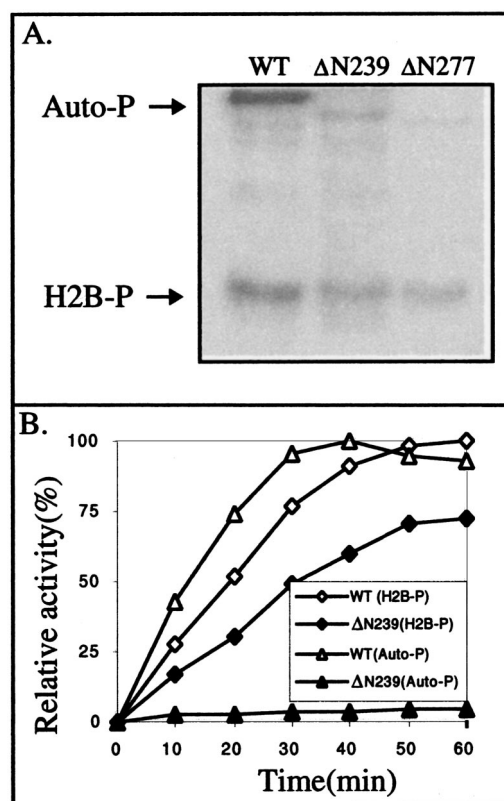 A.
WT ΔN239 ΔN277
Auto-P →
H2B-P →
B.
Relative activity(%)
100
75
50
25
0
0 10 20 30 40 50 60
Time(min)
WT (H2B-P)
ΔN239(H2B-P)
WT(Auto-P)
ΔN239(Auto-P)